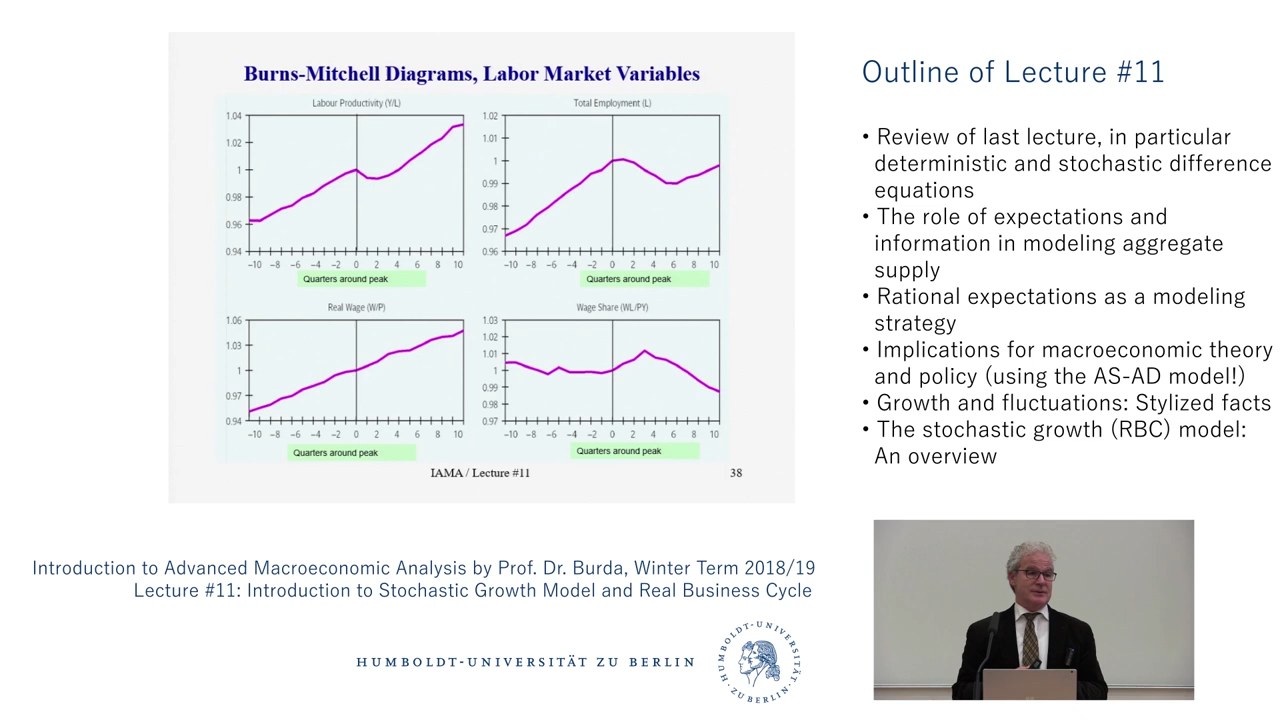 Burns-Mitchell Diagrams, Labor Market Variables
Labour Productivity (Y/L)
1.04
1.02
1
0.98
0.96
0.94
−10 −8 −6 −4 −2 0 2 4 6 8 10
Quarters around peak
Total Employment (L)
1.02
1.01
1
0.99
0.98
0.97
0.96
−10 −8 −6 −4 −2 0 2 4 6 8 10
Quarters around peak
Real Wage (W/P)
1.06
1.03
1
0.97
0.94
−10 −8 −6 −4 −2 0 2 4 6 8 10
Quarters around peak
Wage Share (WL/PY)
1.03
1.02
1.01
1
0.99
0.98
0.97
−10 −8 −6 −4 −2 0 2 4 6 8 10
Quarters around peak
IAMA / Lecture #11
38
Outline of Lecture #11
• Review of last lecture, in particular
deterministic and stochastic difference
equations
• The role of expectations and
information in modeling aggregate
supply
• Rational expectations as a modeling
strategy
• Implications for macroeconomic theory
and policy (using the AS-AD model!)
• Growth and fluctuations: Stylized facts
• The stochastic growth (RBC) model:
An overview
Introduction to Advanced Macroeconomic Analysis by Prof. Dr. Burda, Winter Term 2018/19
Lecture #11: Introduction to Stochastic Growth Model and Real Business Cycle
HUMBOLDT-UNIVERSITÄT ZU BERLIN
HUMBOLDT-UNIVERSITÄT ZU BERLIN